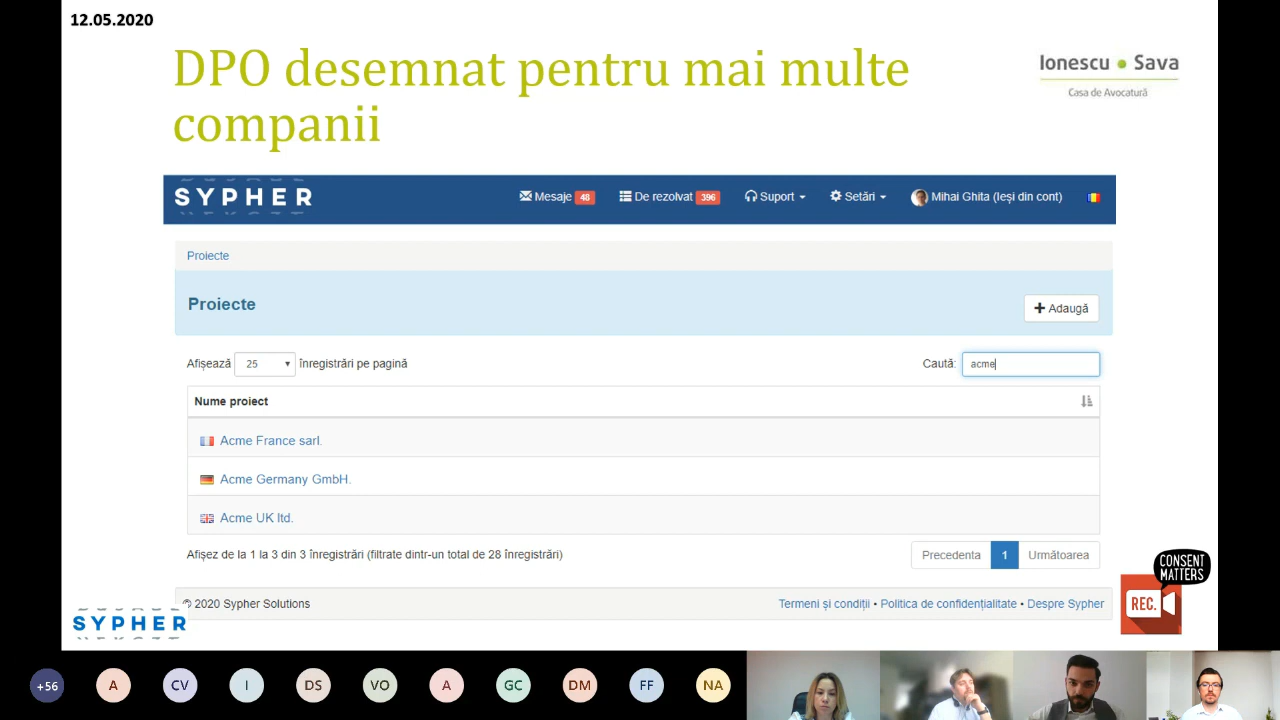 12.05.2020
DPO desemnat pentru mai multe
companii
Ionescu Sava
Casa de Avocatură
SYPHER
Mesaje 48
De rezolvat 396
Suport
Setări
Mihai Ghita (Ieși din cont)
Proiecte
Proiecte
Adaugă
Afișează 25 înregistrări pe pagină
Caută: acme
Nume proiect
Acme France sarl.
Acme Germany GmbH.
Acme UK ltd.
Afișez de la 1 la 3 din 3 înregistrări (filtrate dintr-un total de 28 înregistrări)
Precedenta 1 Următoarea
© 2020 Sypher Solutions
Termeni și condiții • Politica de confidențialitate • Despre Sypher
CONSENT
MATTERS
REC.
SYPHER
+56 A CV I DS VO A GC DM FF NA